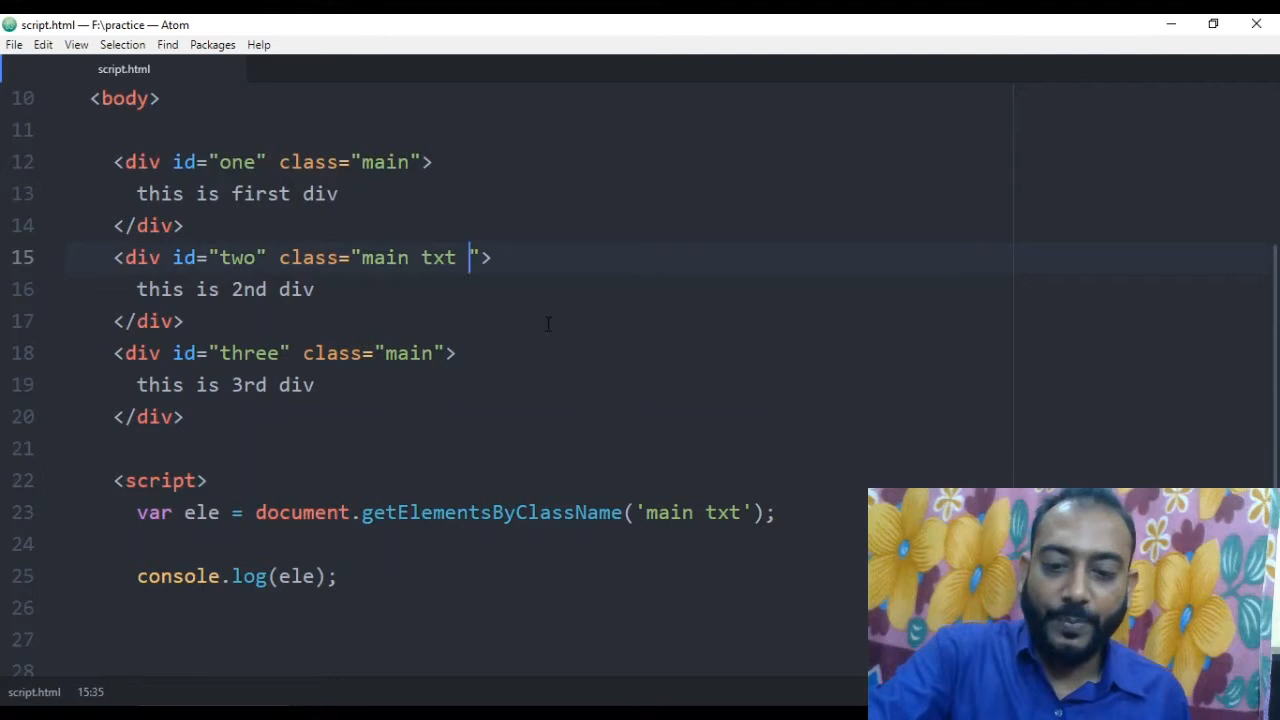 script.html — F:\practice — Atom
File Edit View Selection Find Packages Help
script.html
10 <body>
11
12 <div id="one" class="main">
13 this is first div
14 </div>
15 <div id="two" class="main txt ">
16 this is 2nd div
17 </div>
18 <div id="three" class="main">
19 this is 3rd div
20 </div>
21
22 <script>
23 var ele = document.getElementsByClassName('main txt');
24
25 console.log(ele);
26
27
28
script.html 15:35